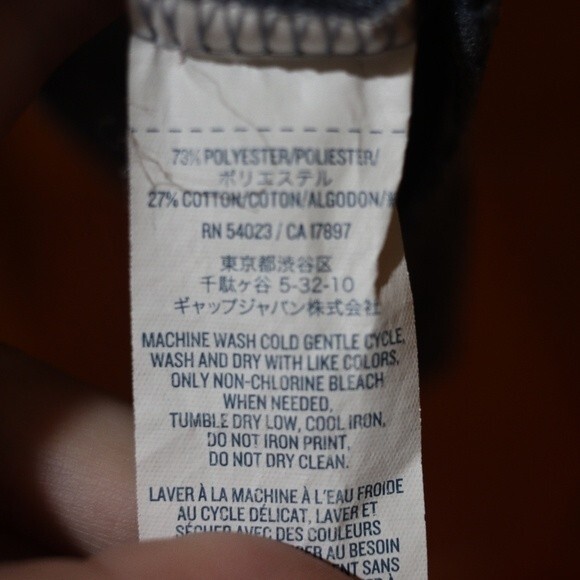 73% POLYESTER/POLIESTER/
ポリエステル
27% COTTON/COTON/ALGODON/
RN 54023 / CA 17897
東京都渋谷区
千駄ヶ谷 5-32-10
ギャップジャパン株式会社
MACHINE WASH COLD GENTLE CYCLE,
WASH AND DRY WITH LIKE COLORS,
ONLY NON-CHLORINE BLEACH
WHEN NEEDED,
TUMBLE DRY LOW, COOL IRON,
DO NOT IRON PRINT,
DO NOT DRY CLEAN.
LAVER À LA MACHINE À L'EAU FROIDE
AU CYCLE DÉLICAT, LAVER ET
SÉCHER AVEC DES COULEURS
AU BESOIN
SANS
À